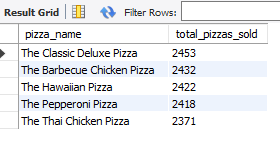 Result Grid Filter Rows:
pizza_name total_pizzas_sold
The Classic Deluxe Pizza 2453
The Barbecue Chicken Pizza 2432
The Hawaiian Pizza 2422
The Pepperoni Pizza 2418
The Thai Chicken Pizza 2371